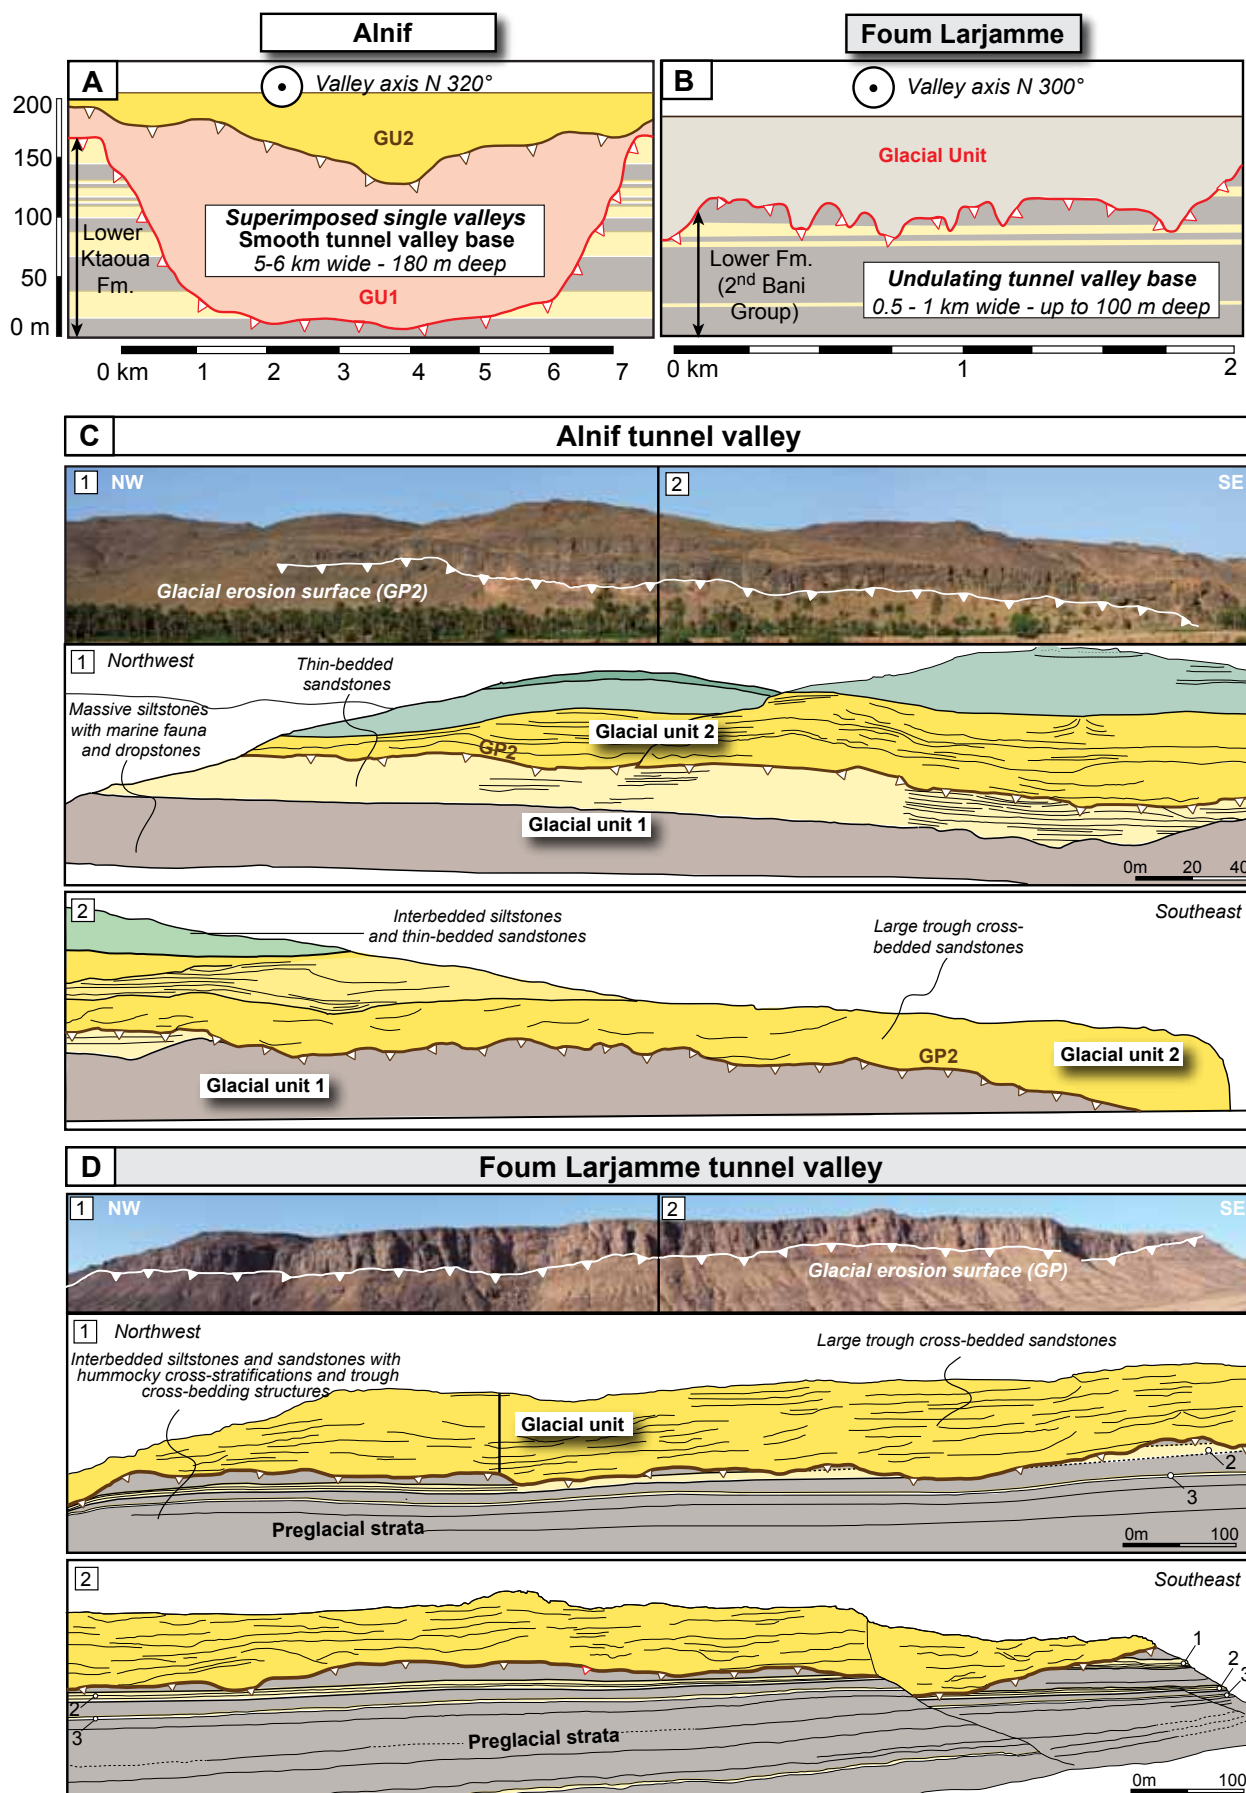 Alnif
Foum Larjamme
A
Valley axis N 320°
B
Valley axis N 300°
200
150
100
50
0 m
GU2
Superimposed single valleys
Smooth tunnel valley base
5-6 km wide - 180 m deep
Lower
Ktaoua
Fm.
GU1
Glacial Unit
Lower Fm.
(2nd Bani
Group)
Undulating tunnel valley base
0.5 - 1 km wide - up to 100 m deep
0 km 1 2 3 4 5 6 7
0 km 1 2
C
Alnif tunnel valley
1 NW
2
SE
Glacial erosion surface (GP2)
1 Northwest
Thin-bedded
sandstones
Massive siltstones
with marine fauna
and dropstones
Glacial unit 2
GP2
Glacial unit 1
0m 20 40
2
Southeast
Interbedded siltstones
and thin-bedded sandstones
Large trough cross-
bedded sandstones
GP2
Glacial unit 2
Glacial unit 1
D
Foum Larjamme tunnel valley
1 NW
2
SE
Glacial erosion surface (GP)
1 Northwest
Interbedded siltstones and sandstones with
hummocky cross-stratifications and trough
cross-bedding structures
Large trough cross-bedded sandstones
Glacial unit
2
3
Preglacial strata
0m 100
2
Southeast
1
2
3
2
3
Preglacial strata
0m 100